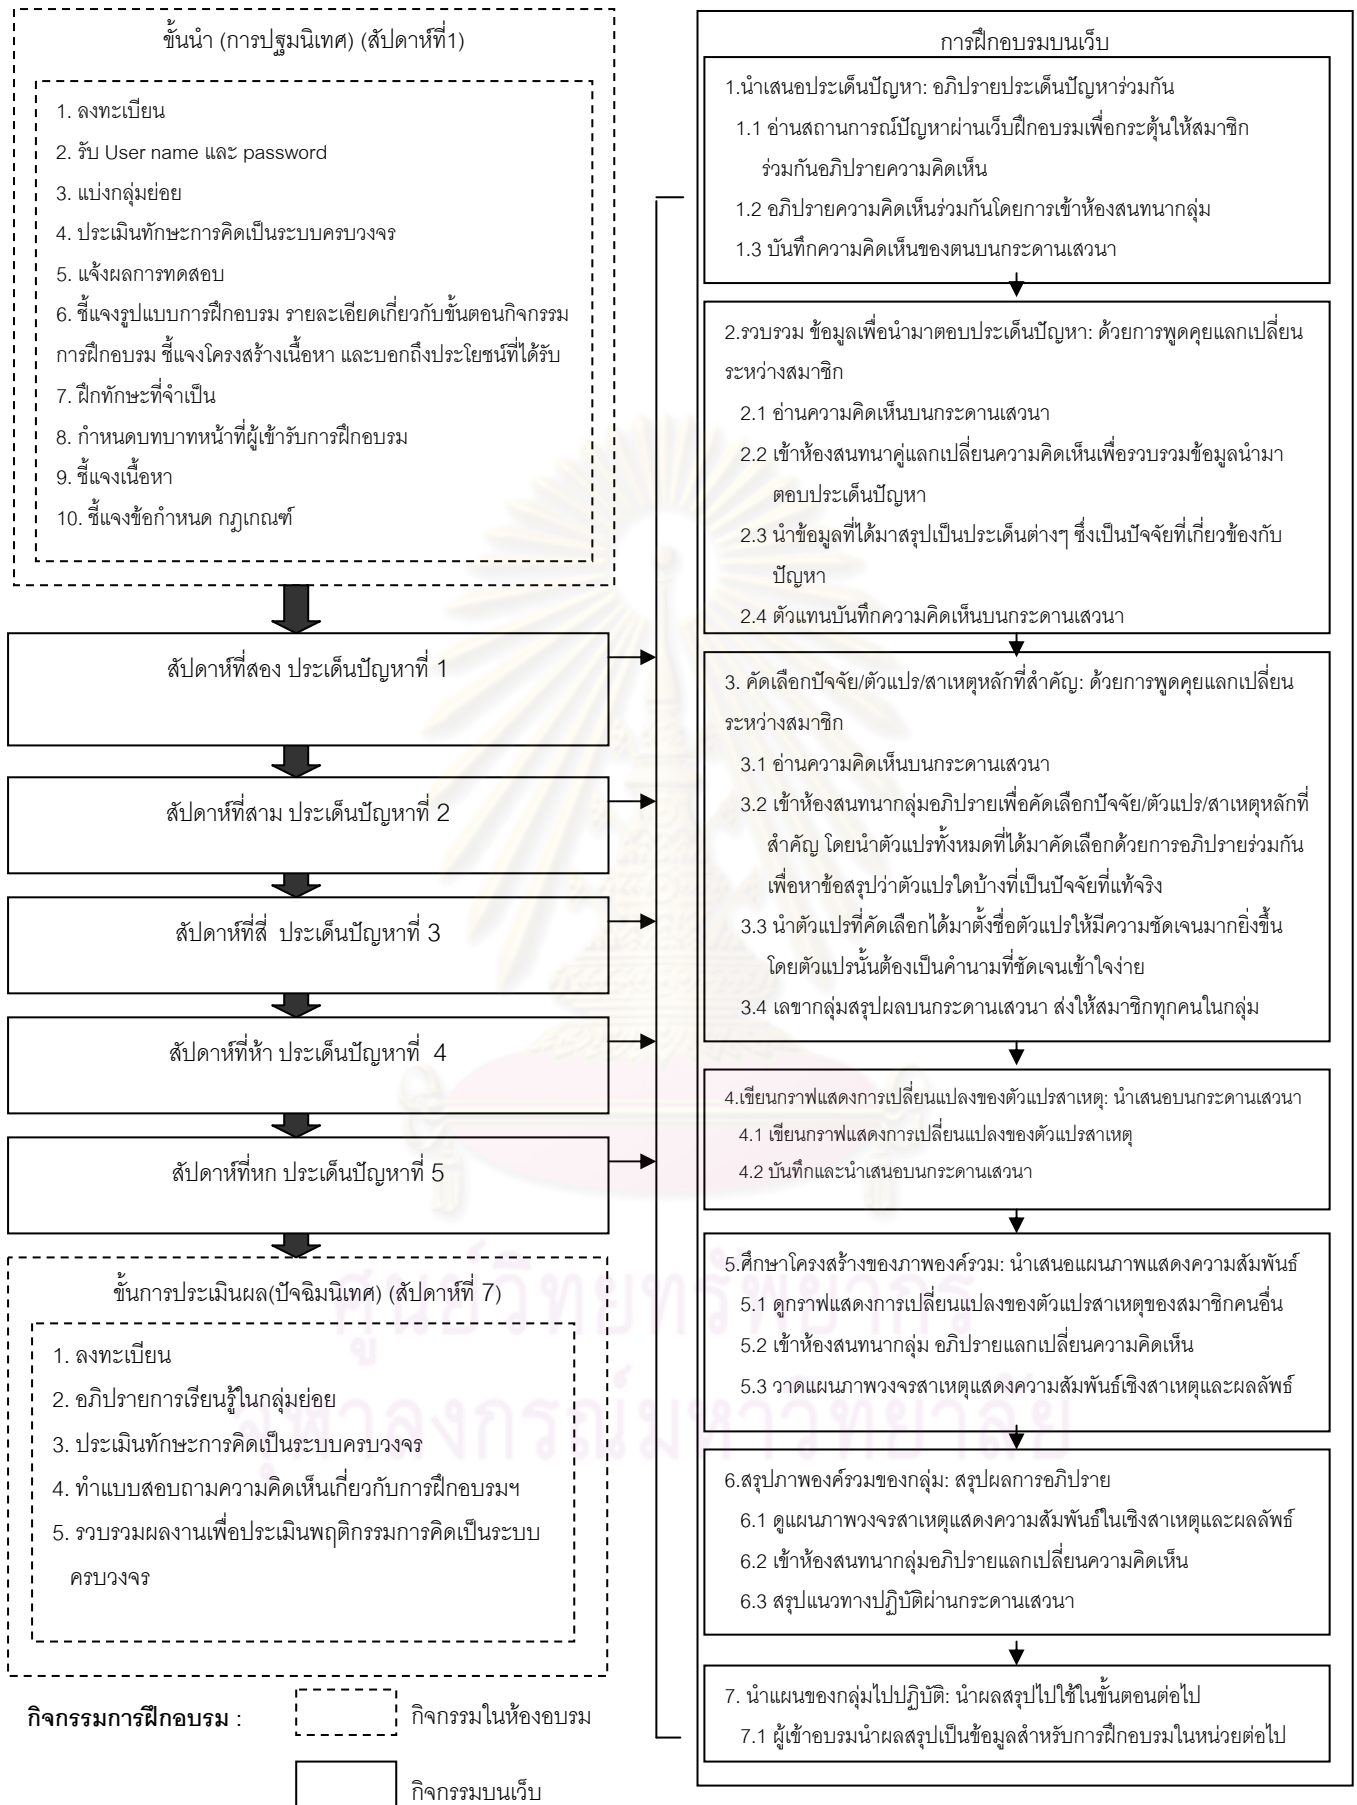 ขั้นนำ (การปฐมนิเทศ) (สัปดาห์ที่1)
1. ลงทะเบียน
2. รับ User name และ password
3. แบ่งกลุ่มย่อย
4. ประเมินทักษะการคิดเป็นระบบครบวงจร
5. แจ้งผลการทดสอบ
6. ชี้แจงรูปแบบการฝึกอบรม รายละเอียดเกี่ยวกับขั้นตอนกิจกรรม
การฝึกอบรม ชี้แจงโครงสร้างเนื้อหา และบอกถึงประโยชน์ที่ได้รับ
7. ฝึกทักษะที่จำเป็น
8. กำหนดบทบาทหน้าที่ผู้เข้ารับการฝึกอบรม
9. ชี้แจงเนื้อหา
10. ชี้แจงข้อกำหนด กฎเกณฑ์
สัปดาห์ที่สอง ประเด็นปัญหาที่ 1
สัปดาห์ที่สาม ประเด็นปัญหาที่ 2
สัปดาห์ที่สี่ ประเด็นปัญหาที่ 3
สัปดาห์ที่ห้า ประเด็นปัญหาที่ 4
สัปดาห์ที่หก ประเด็นปัญหาที่ 5
ขั้นการประเมินผล(ปัจฉิมนิเทศ) (สัปดาห์ที่ 7)
1. ลงทะเบียน
2. อภิปรายการเรียนรู้ในกลุ่มย่อย
3. ประเมินทักษะการคิดเป็นระบบครบวงจร
4. ทำแบบสอบถามความคิดเห็นเกี่ยวกับการฝึกอบรมฯ
5. รวบรวมผลงานเพื่อประเมินพฤติกรรมการคิดเป็นระบบ
ครบวงจร
กิจกรรมการฝึกอบรม :
กิจกรรมในห้องอบรม
กิจกรรมบนเว็บ
การฝึกอบรมบนเว็บ
1.นำเสนอประเด็นปัญหา: อภิปรายประเด็นปัญหาร่วมกัน
1.1 อ่านสถานการณ์ปัญหาผ่านเว็บฝึกอบรมเพื่อกระตุ้นให้สมาชิก
ร่วมกันอภิปรายความคิดเห็น
1.2 อภิปรายความคิดเห็นร่วมกันโดยการเข้าห้องสนทนากลุ่ม
1.3 บันทึกความคิดเห็นของตนบนกระดานเสวนา
2.รวบรวม ข้อมูลเพื่อนำมาตอบประเด็นปัญหา: ด้วยการพูดคุยแลกเปลี่ยน
ระหว่างสมาชิก
2.1 อ่านความคิดเห็นบนกระดานเสวนา
2.2 เข้าห้องสนทนาคู่แลกเปลี่ยนความคิดเห็นเพื่อรวบรวมข้อมูลนำมา
ตอบประเด็นปัญหา
2.3 นำข้อมูลที่ได้มาสรุปเป็นประเด็นต่างๆ ซึ่งเป็นปัจจัยที่เกี่ยวข้องกับ
ปัญหา
2.4 ตัวแทนบันทึกความคิดเห็นบนกระดานเสวนา
3. คัดเลือกปัจจัย/ตัวแปร/สาเหตุหลักที่สำคัญ: ด้วยการพูดคุยแลกเปลี่ยน
ระหว่างสมาชิก
3.1 อ่านความคิดเห็นบนกระดานเสวนา
3.2 เข้าห้องสนทนากลุ่มอภิปรายเพื่อคัดเลือกปัจจัย/ตัวแปร/สาเหตุหลักที่
สำคัญ โดยนำตัวแปรทั้งหมดที่ได้มาคัดเลือกด้วยการอภิปรายร่วมกัน
เพื่อหาข้อสรุปว่าตัวแปรใดบ้างที่เป็นปัจจัยที่แท้จริง
3.3 นำตัวแปรที่คัดเลือกได้มาตั้งชื่อตัวแปรให้มีความชัดเจนมากยิ่งขึ้น
โดยตัวแปรนั้นต้องเป็นคำนามที่ชัดเจนเข้าใจง่าย
3.4 เลขากลุ่มสรุปผลบนกระดานเสวนา ส่งให้สมาชิกทุกคนในกลุ่ม
4.เขียนกราฟแสดงการเปลี่ยนแปลงของตัวแปรสาเหตุ: นำเสนอบนกระดานเสวนา
4.1 เขียนกราฟแสดงการเปลี่ยนแปลงของตัวแปรสาเหตุ
4.2 บันทึกและนำเสนอบนกระดานเสวนา
5.ศึกษาโครงสร้างของภาพองค์รวม: นำเสนอแผนภาพแสดงความสัมพันธ์
5.1 ดูกราฟแสดงการเปลี่ยนแปลงของตัวแปรสาเหตุของสมาชิกคนอื่น
5.2 เข้าห้องสนทนากลุ่ม อภิปรายแลกเปลี่ยนความคิดเห็น
5.3 วาดแผนภาพวงจรสาเหตุแสดงความสัมพันธ์เชิงสาเหตุและผลลัพธ์
6.สรุปภาพองค์รวมของกลุ่ม: สรุปผลการอภิปราย
6.1 ดูแผนภาพวงจรสาเหตุแสดงความสัมพันธ์ในเชิงสาเหตุและผลลัพธ์
6.2 เข้าห้องสนทนากลุ่มอภิปรายแลกเปลี่ยนความคิดเห็น
6.3 สรุปแนวทางปฏิบัติผ่านกระดานเสวนา
7. นำแผนของกลุ่มไปปฏิบัติ: นำผลสรุปไปใช้ในขั้นตอนต่อไป
7.1 ผู้เข้าอบรมนำผลสรุปเป็นข้อมูลสำหรับการฝึกอบรมในหน่วยต่อไป
ศูนย์วิทยทรัพยากร
จุฬาลงกรณ์มหาวิทยาลัย